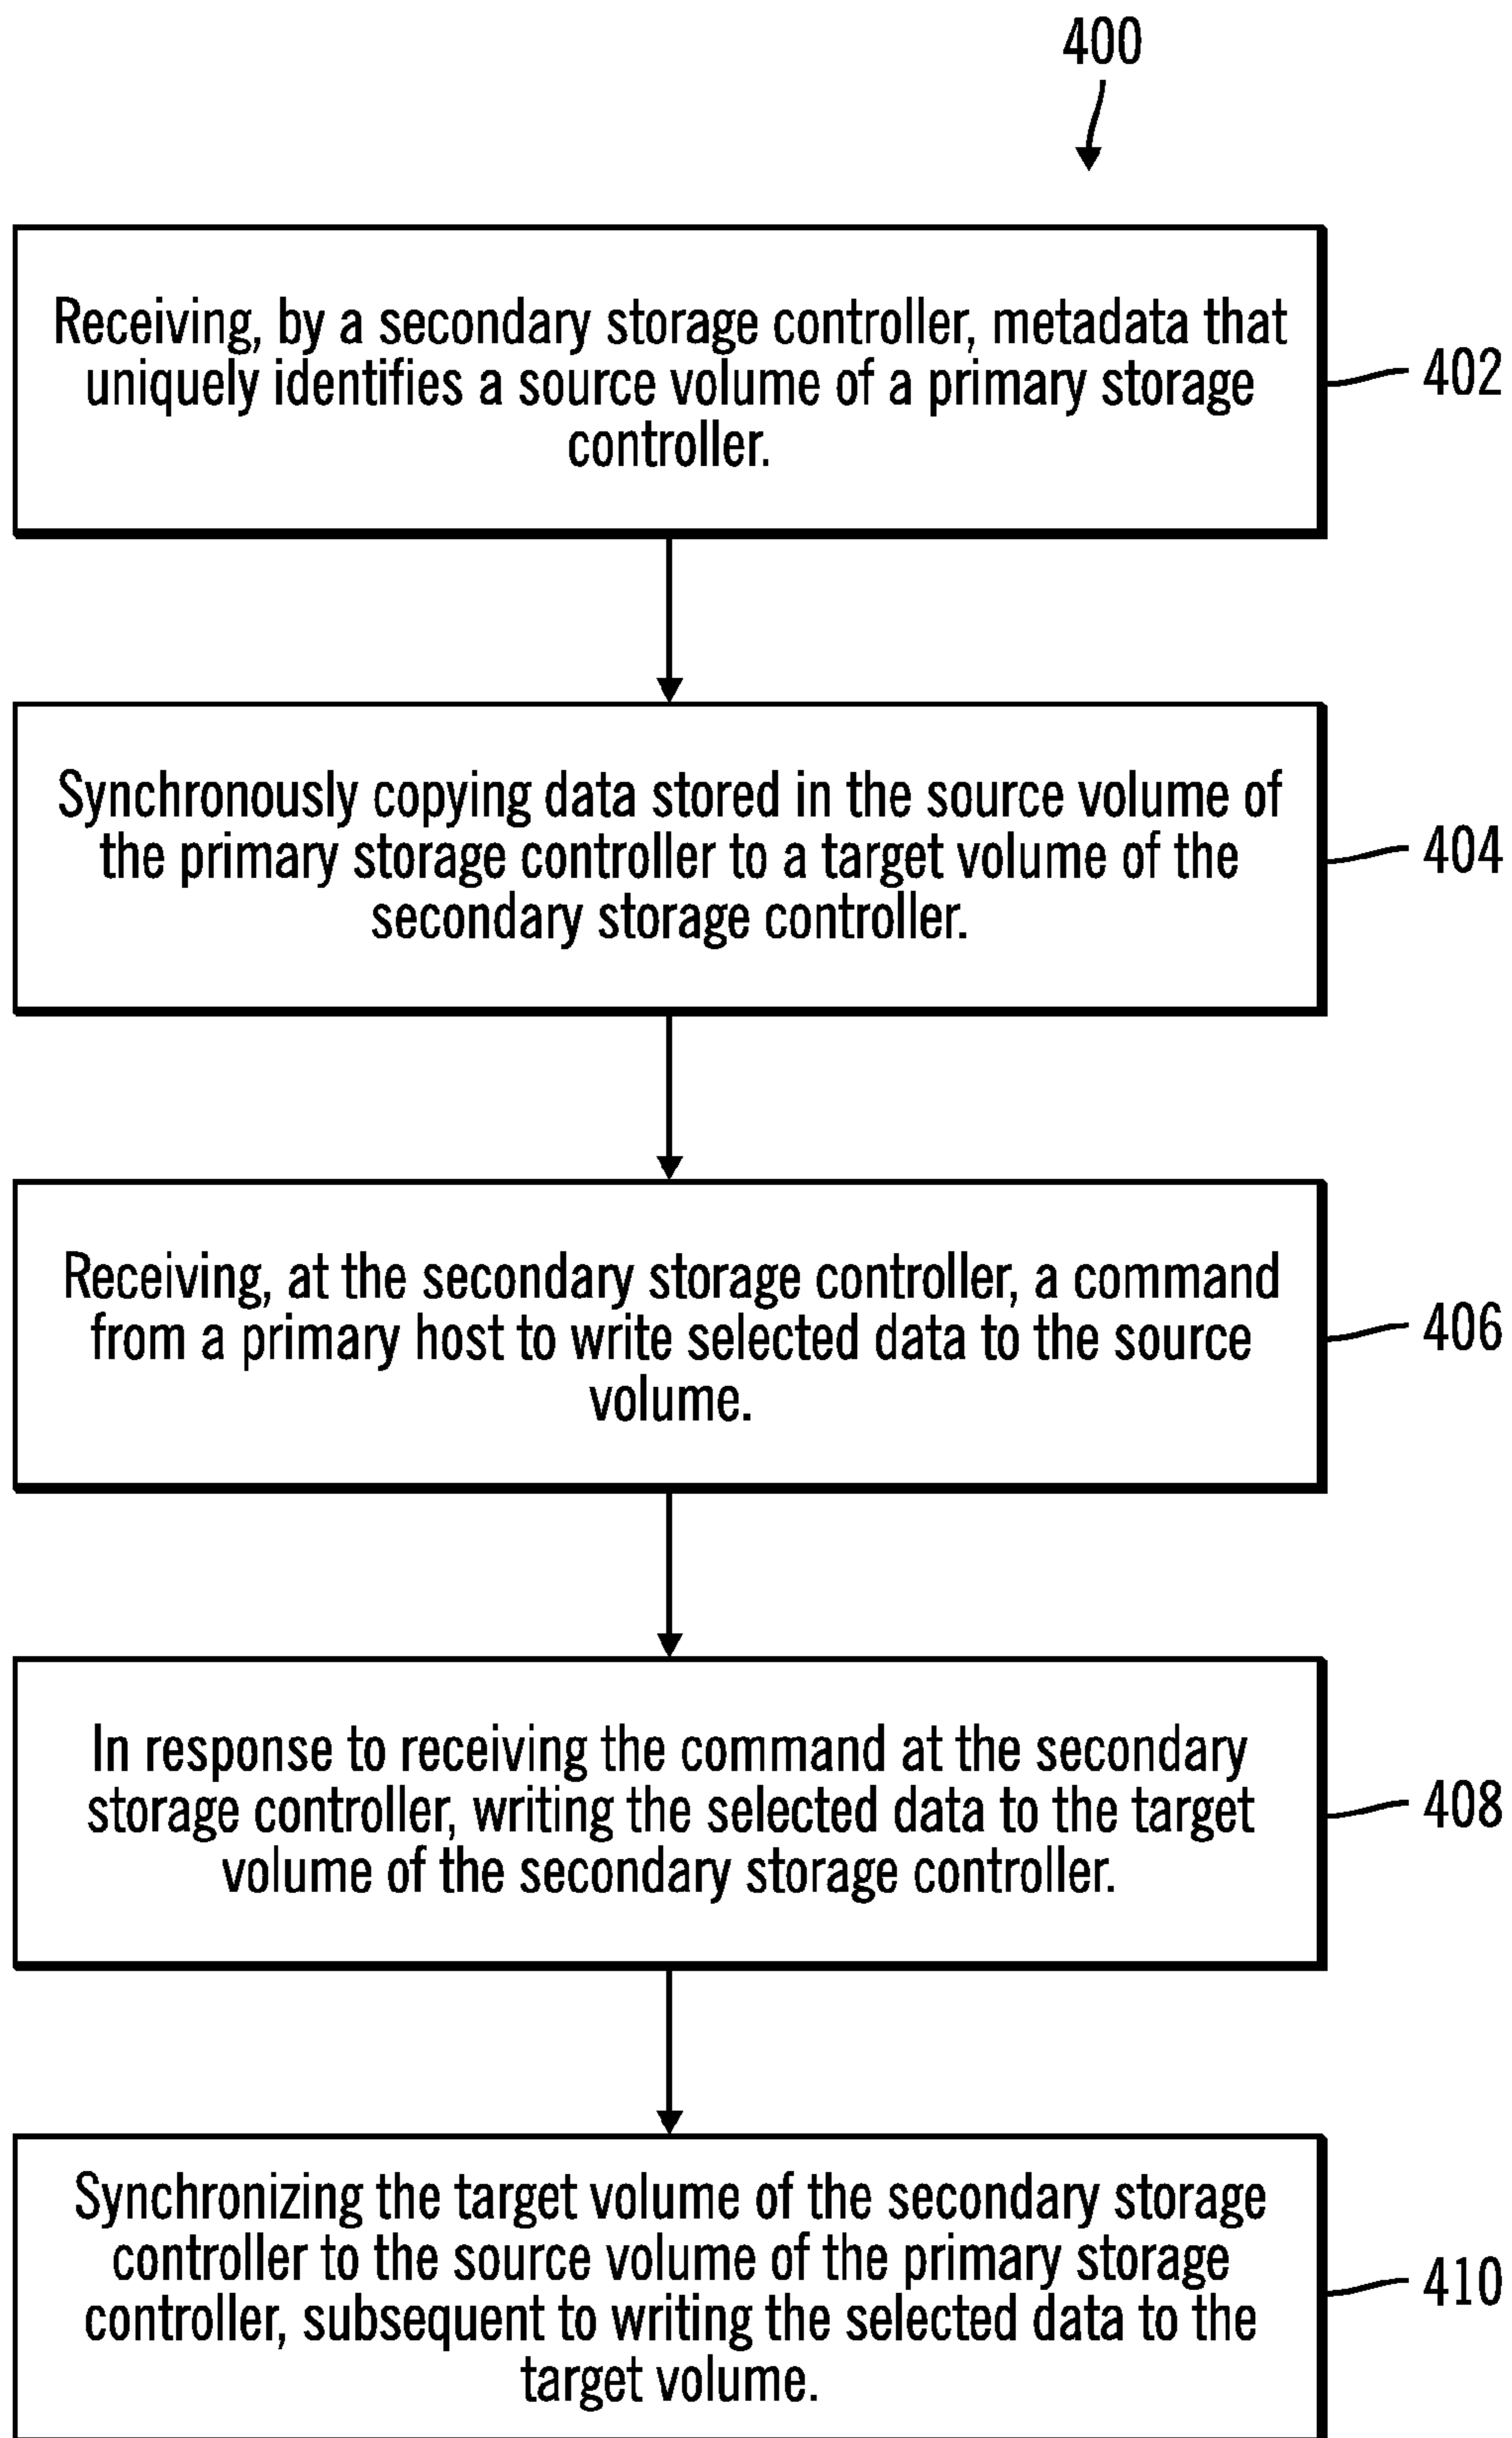 400
Receiving, by a secondary storage controller, metadata that
uniquely identifies a source volume of a primary storage
controller.
402
Synchronously copying data stored in the source volume of
the primary storage controller to a target volume of the
secondary storage controller.
404
Receiving, at the secondary storage controller, a command
from a primary host to write selected data to the source
volume.
406
In response to receiving the command at the secondary
storage controller, writing the selected data to the target
volume of the secondary storage controller.
408
Synchronizing the target volume of the secondary storage
controller to the source volume of the primary storage
controller, subsequent to writing the selected data to the
target volume.
410